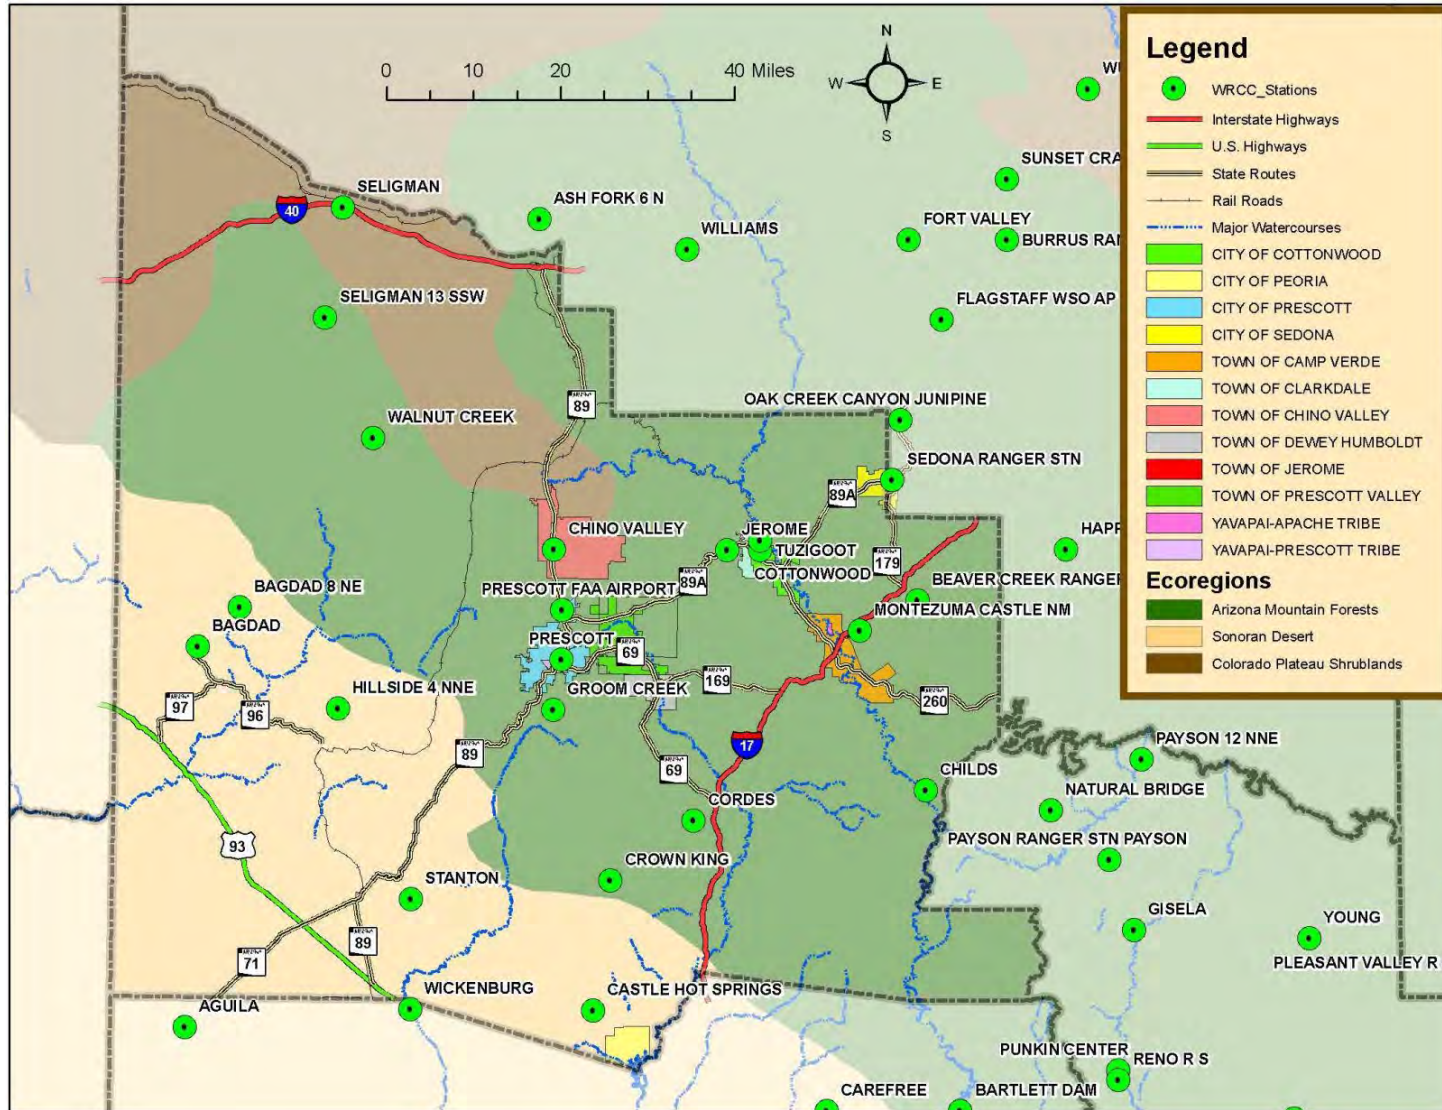 N
W
E
S
0
10
20
40 Miles
SELIGMAN
40
ASH FORK 6 N
WILLIAMS
SUNSET CRA
FORT VALLEY
BURRUS RAN
SELIGMAN 13 SSW
FLAGSTAFF WSO AP
89
WALNUT CREEK
OAK CREEK CANYON JUNIPINE
SEDONA RANGER STN
89A
CHINO VALLEY
JEROME
TUZIGOOT
COTTONWOOD
179
HAPP
89A
PRESCOTT FAA AIRPORT
BEAVER CREEK RANGER
MONTEZUMA CASTLE NM
BAGDAD 8 NE
BAGDAD
PRESCOTT
69
GROOM CREEK
169
260
HILLSIDE 4 NNE
97
96
89
17
69
PAYSON 12 NNE
CHILDS
NATURAL BRIDGE
CORDES
93
PAYSON RANGER STN PAYSON
CROWN KING
STANTON
GISELA
YOUNG
89
71
PLEASANT VALLEY R
WICKENBURG
CASTLE HOT SPRINGS
AGUILA
PUNKIN CENTER
RENO R S
CAREFREE
BARTLETT DAM
Legend
WRCC_Stations
Interstate Highways
U.S. Highways
State Routes
Rail Roads
Major Watercourses
CITY OF COTTONWOOD
CITY OF PEORIA
CITY OF PRESCOTT
CITY OF SEDONA
TOWN OF CAMP VERDE
TOWN OF CLARKDALE
TOWN OF CHINO VALLEY
TOWN OF DEWEY HUMBOLDT
TOWN OF JEROME
TOWN OF PRESCOTT VALLEY
YAVAPAI-APACHE TRIBE
YAVAPAI-PRESCOTT TRIBE
Ecoregions
Arizona Mountain Forests
Sonoran Desert
Colorado Plateau Shrublands